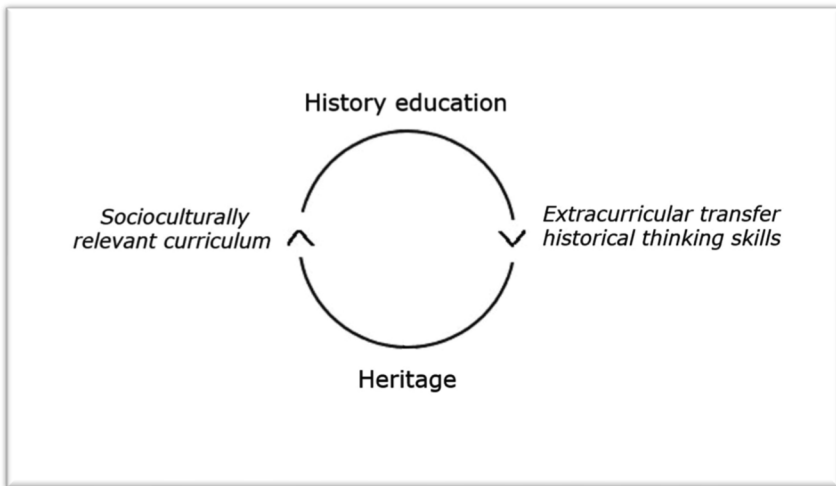 History education
Socioculturally
relevant curriculum
Extracurricular transfer
historical thinking skills
Heritage